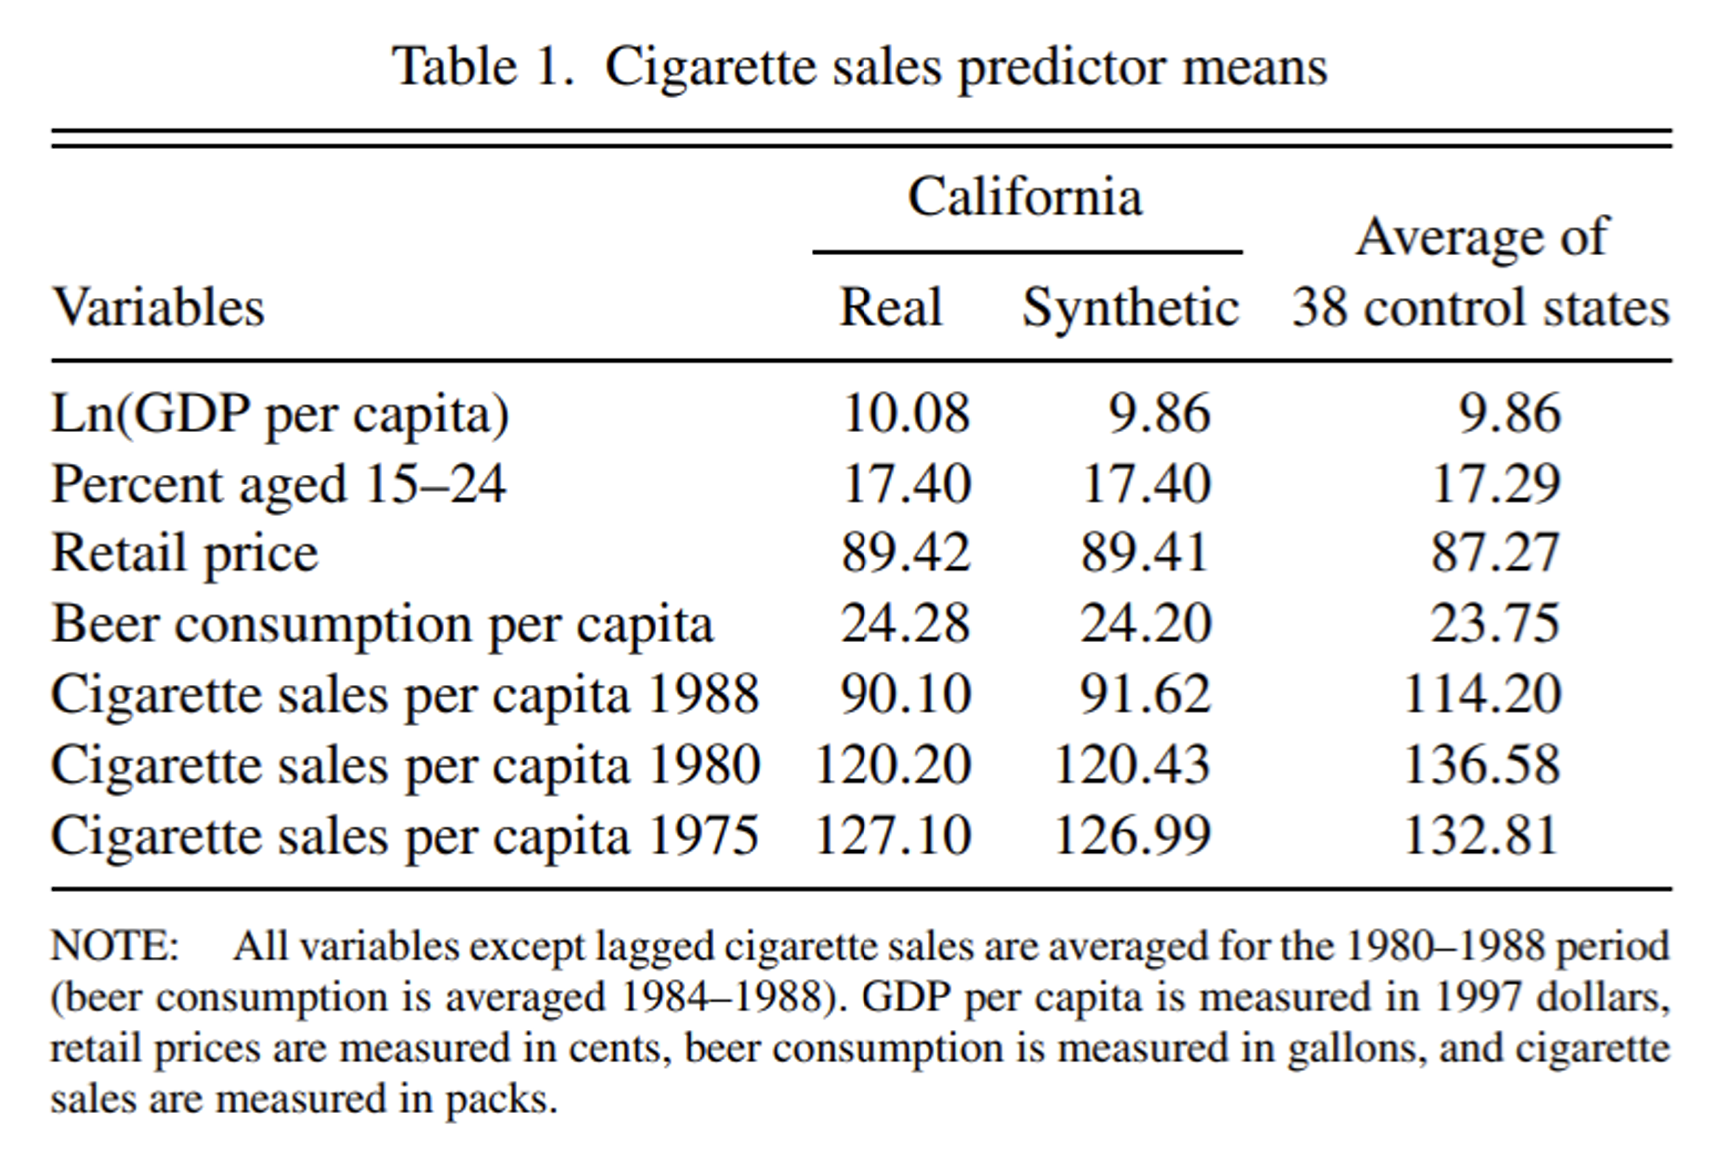 Table 1. Cigarette sales predictor means
California
Average of
Variables Real Synthetic 38 control states
Ln(GDP per capita) 10.08 9.86 9.86
Percent aged 15–24 17.40 17.40 17.29
Retail price 89.42 89.41 87.27
Beer consumption per capita 24.28 24.20 23.75
Cigarette sales per capita 1988 90.10 91.62 114.20
Cigarette sales per capita 1980 120.20 120.43 136.58
Cigarette sales per capita 1975 127.10 126.99 132.81
NOTE: All variables except lagged cigarette sales are averaged for the 1980–1988 period
(beer consumption is averaged 1984–1988). GDP per capita is measured in 1997 dollars,
retail prices are measured in cents, beer consumption is measured in gallons, and cigarette
sales are measured in packs.